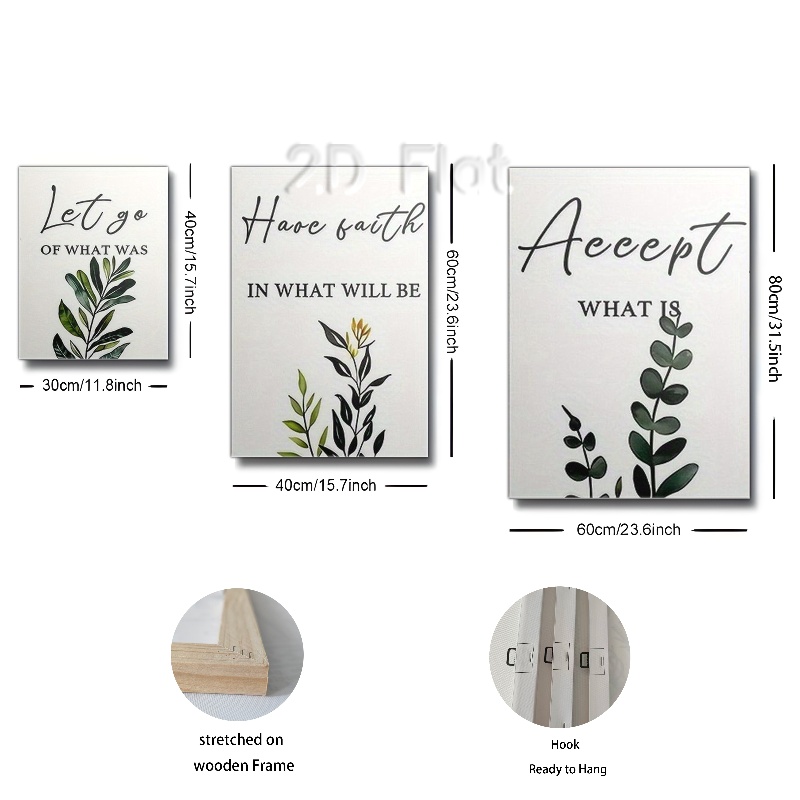 2D Flat
Let go
OF WHAT WAS
40cm/15.7inch
30cm/11.8inch
Have faith
IN WHAT WILL BE
60cm/23.6inch
40cm/15.7inch
Accept
WHAT IS
80cm/31.5inch
60cm/23.6inch
stretched on
wooden Frame
Hook
Ready to Hang